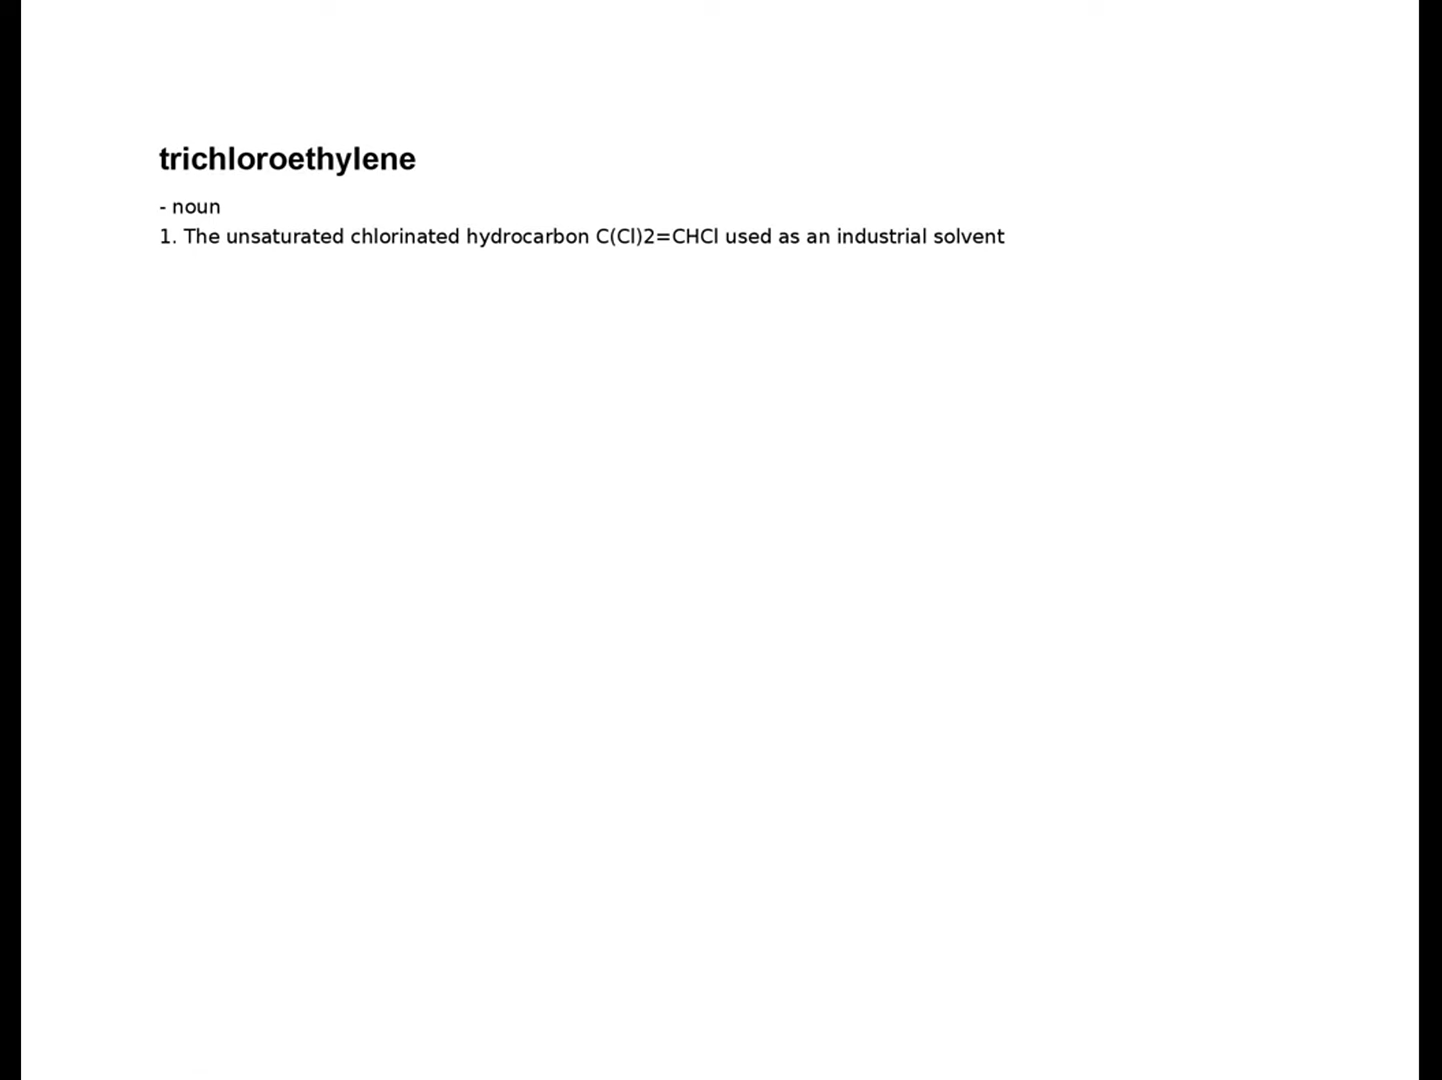 trichloroethylene
- noun
1. The unsaturated chlorinated hydrocarbon C(Cl)2=CHCl used as an industrial solvent